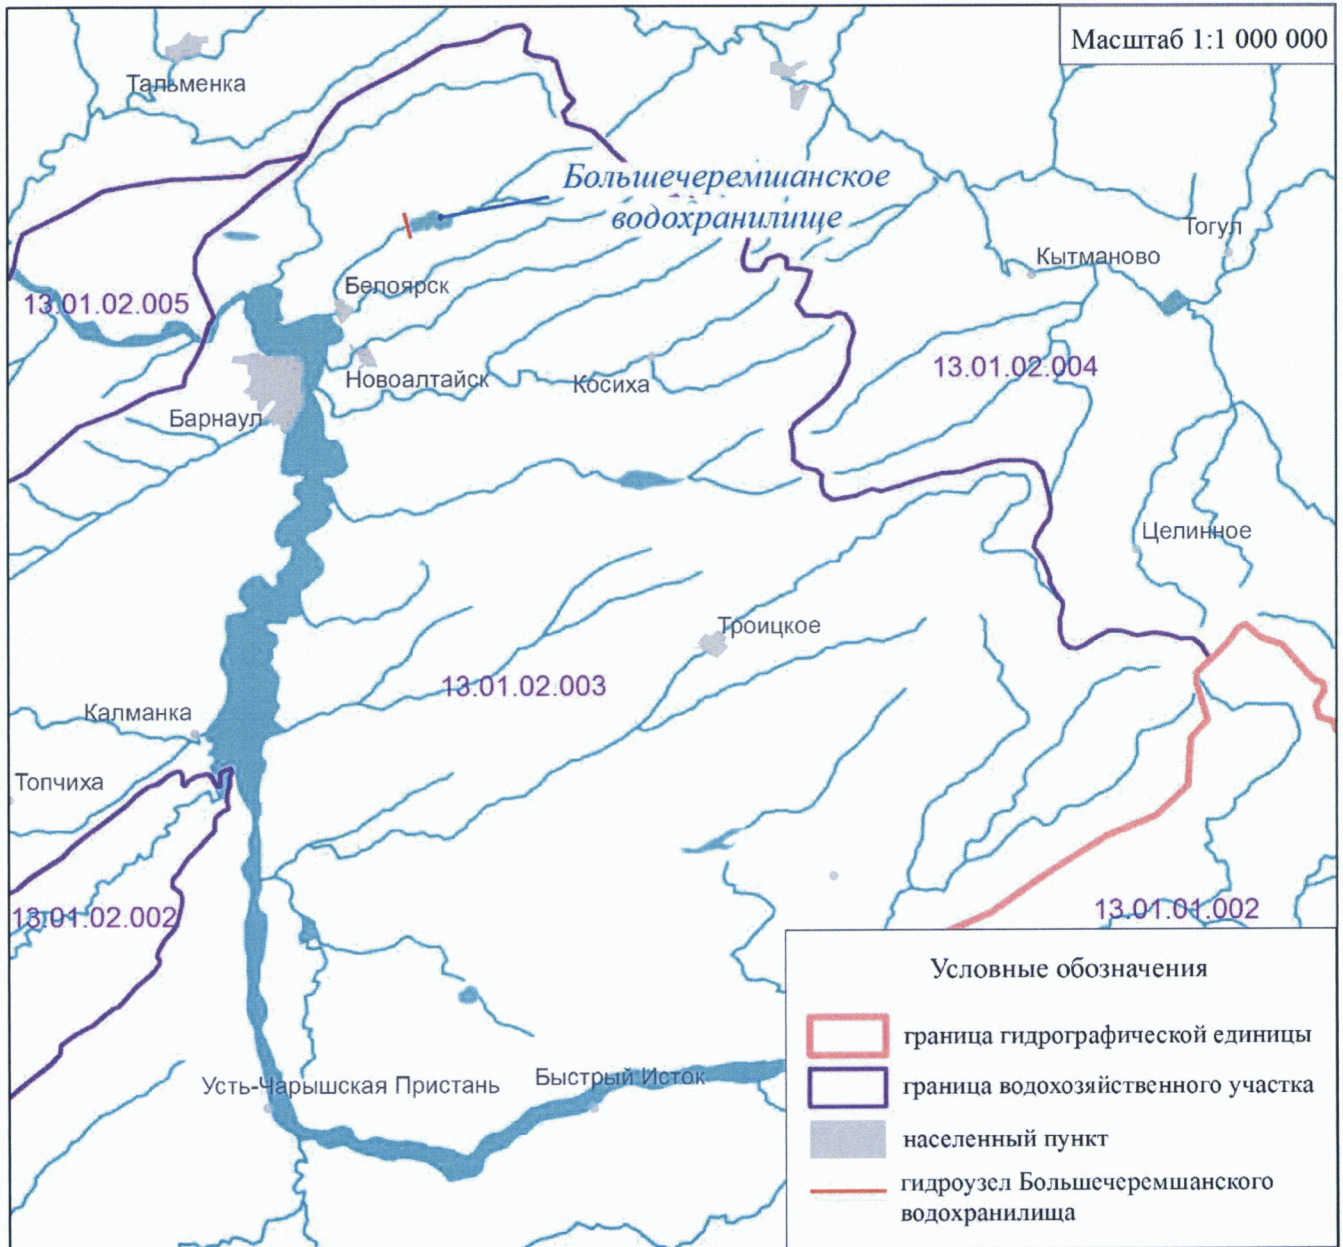 Масштаб 1:1 000 000
Тальменка
Большечеремшанское
водохранилище
Тогул
Кытманово
Белоярск
13.01.02.005
13.01.02.004
Новоалтайск
Косиха
Барнаул
Целинное
Троицкое
13.01.02.003
Калманка
Топчиха
13.01.02.002
13.01.01.002
Усть-Чарышская Пристань
Быстрый Исток
Условные обозначения
граница гидрографической единицы
граница водохозяйственного участка
населенный пункт
гидроузел Большечеремшанского
водохранилища